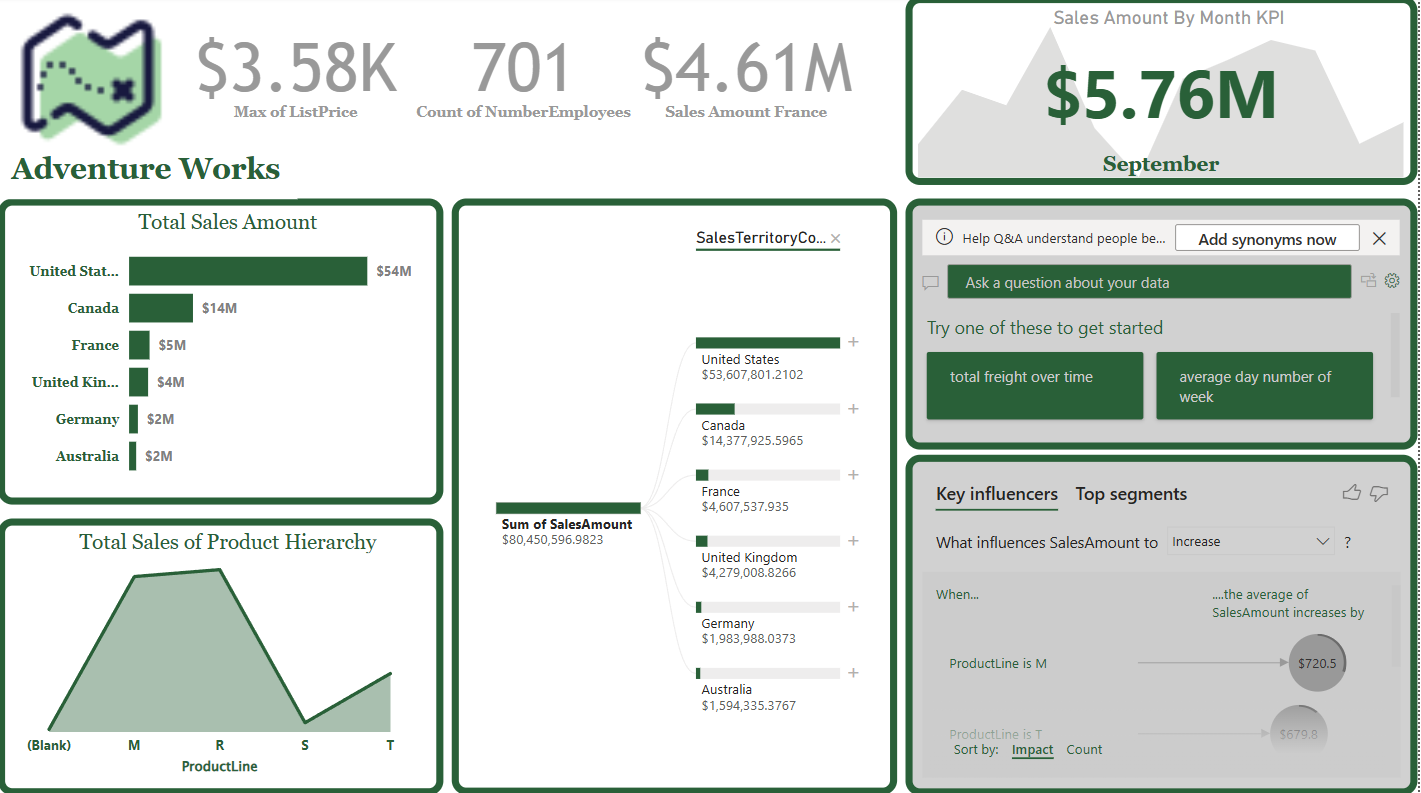 $3.58K
Max of ListPrice
701
Count of NumberEmployees
$4.61M
Sales Amount France
Adventure Works
Sales Amount By Month KPI
$5.76M
September
Total Sales Amount
United Stat... $54M
Canada $14M
France $5M
United Kin... $4M
Germany $2M
Australia $2M
Total Sales of Product Hierarchy
(Blank) M R S T
ProductLine
SalesTerritoryCo...
Sum of SalesAmount
$80,450,596.9823
United States
$53,607,801.2102
Canada
$14,377,925.5965
France
$4,607,537.935
United Kingdom
$4,279,008.8266
Germany
$1,983,988.0373
Australia
$1,594,335.3767
Help Q&A understand people be... Add synonyms now
Ask a question about your data
Try one of these to get started
total freight over time
average day number of
week
Key influencers Top segments
What influences SalesAmount to Increase ?
When...
....the average of
SalesAmount increases by
ProductLine is M $720.5
ProductLine is T $679.8
Sort by: Impact Count